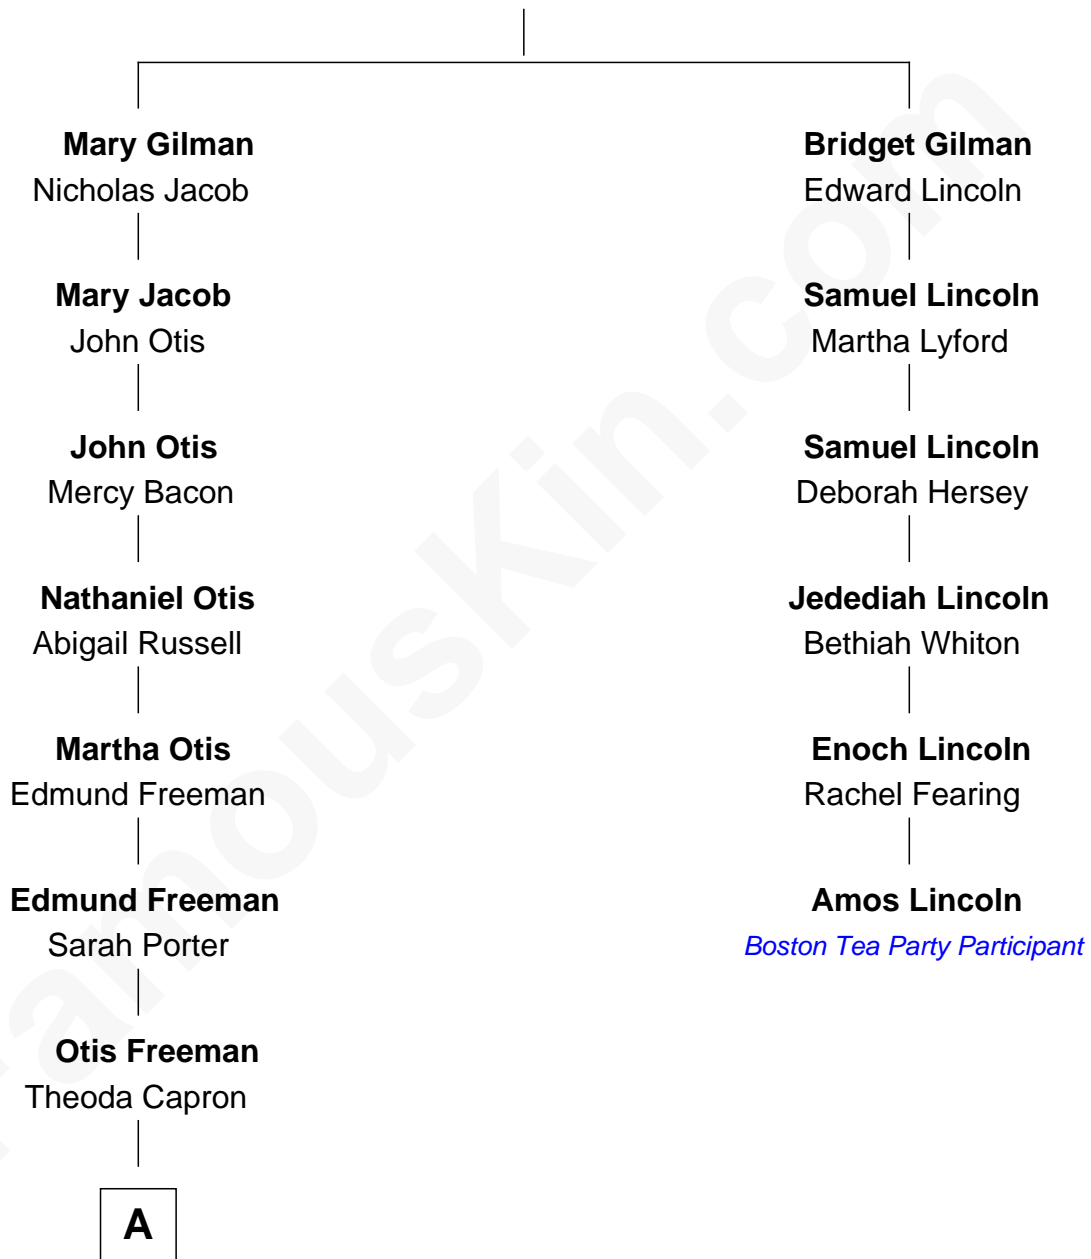 Mary Gilman
Nicholas Jacob
Bridget Gilman
Edward Lincoln
Mary Jacob
John Otis
Samuel Lincoln
Martha Lyford
John Otis
Mercy Bacon
Samuel Lincoln
Deborah Hersey
Nathaniel Otis
Abigail Russell
Jedediah Lincoln
Bethiah Whiton
Martha Otis
Edmund Freeman
Enoch Lincoln
Rachel Fearing
Edmund Freeman
Sarah Porter
Amos Lincoln
Boston Tea Party Participant
Otis Freeman
Theoda Capron
A
FamousKin.com